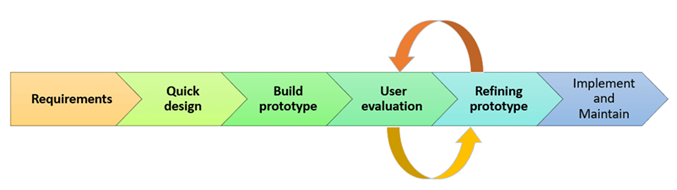 Requirements
Quick
design
Build
prototype
User
evaluation
Refining
prototype
Implement
and
Maintain